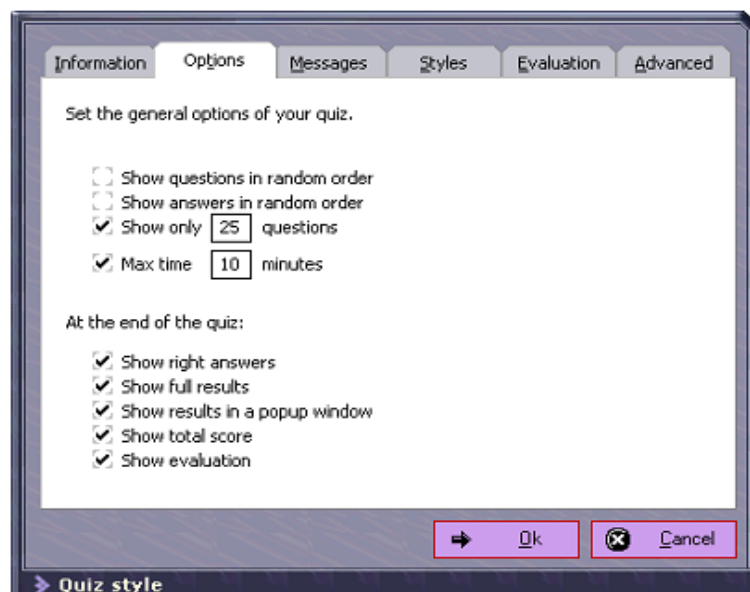 Information Options Messages Styles Evaluation Advanced
Set the general options of your quiz.
Show questions in random order
Show answers in random order
Show only 25 questions
Max time 10 minutes
At the end of the quiz:
Show right answers
Show full results
Show results in a popup window
Show total score
Show evaluation
Ok Cancel
Quiz style